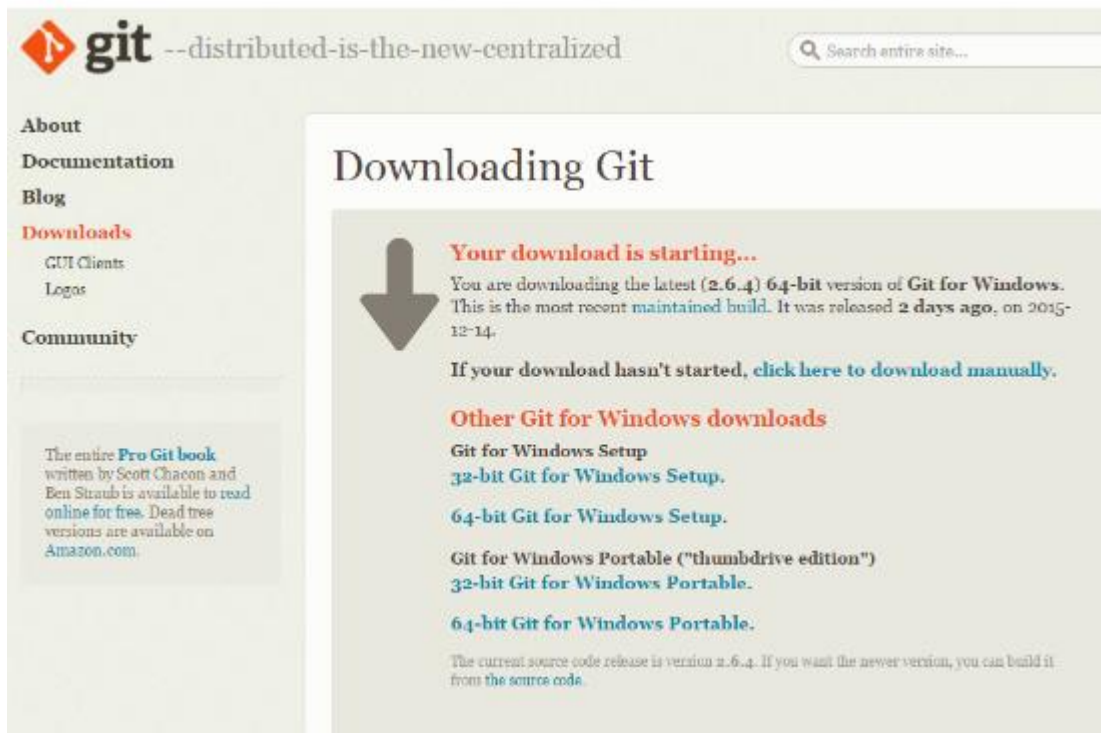 git --distributed-is-the-new-centralized
Search entire site...
About
Documentation
Blog
Downloads
GUI Clients
Logos
Community
The entire Pro Git book
written by Scott Chacon and
Ben Straub is available to read
online for free. Dead tree
versions are available on
Amazon.com.
Downloading Git
Your download is starting...
You are downloading the latest (2.6.4) 64-bit version of Git for Windows.
This is the most recent maintained build. It was released 2 days ago, on 2015-
12-14.
If your download hasn't started, click here to download manually.
Other Git for Windows downloads
Git for Windows Setup
32-bit Git for Windows Setup.
64-bit Git for Windows Setup.
Git for Windows Portable ("thumbdrive edition")
32-bit Git for Windows Portable.
64-bit Git for Windows Portable.
The current source code release is version 2.6.4. If you want the newer version, you can build it
from the source code.